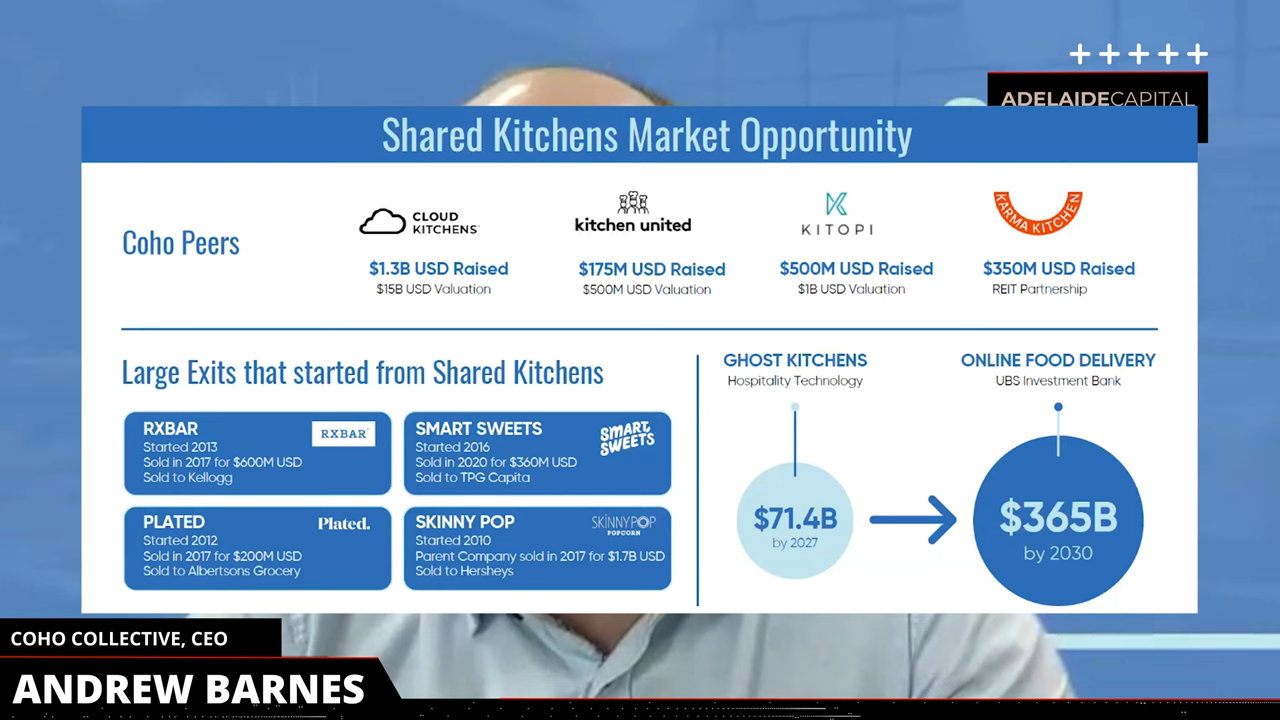 +++++
ADELAIDECAPITAL
Shared Kitchens Market Opportunity
Coho Peers
CLOUD
KITCHENS
$1.3B USD Raised
$15B USD Valuation
kitchen united
$175M USD Raised
$500M USD Valuation
KITOPI
$500M USD Raised
$1B USD Valuation
KARMA KITCHEN
$350M USD Raised
REIT Partnership
Large Exits that started from Shared Kitchens
RXBAR
RXBAR
Started 2013
Sold in 2017 for $600M USD
Sold to Kellogg
SMART SWEETS
SMART
SWEETS
Started 2016
Sold in 2020 for $360M USD
Sold to TPG Capita
PLATED
Plated.
Started 2012
Sold in 2017 for $200M USD
Sold to Albertsons Grocery
SKINNY POP
SKINNYPOP
POPCORN
Started 2010
Parent Company sold in 2017 for $1.7B USD
Sold to Hersheys
GHOST KITCHENS
Hospitality Technology
$71.4B
by 2027
ONLINE FOOD DELIVERY
UBS Investment Bank
$365B
by 2030
COHO COLLECTIVE, CEO
ANDREW BARNES